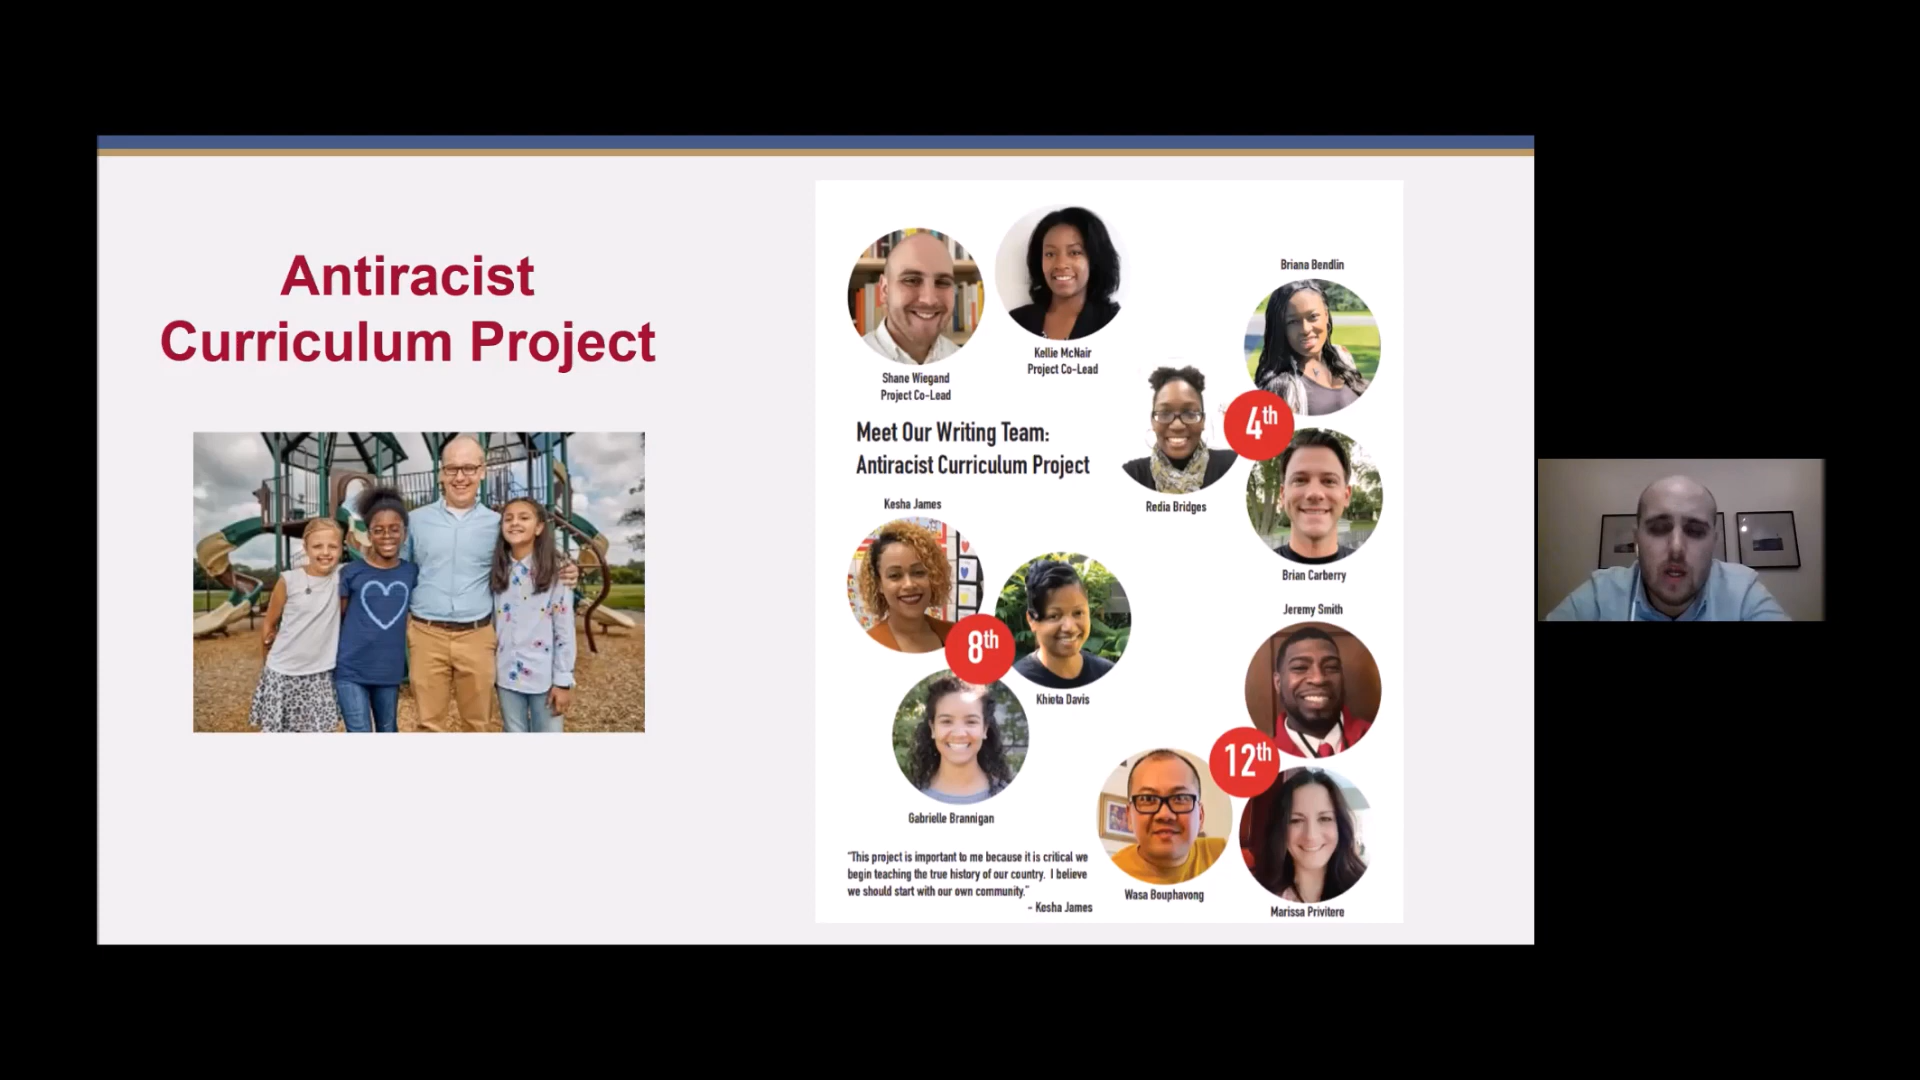 Antiracist
Curriculum Project
Shane Wiegand
Project Co-Lead
Kellie McNair
Project Co-Lead
Briana Bendlin
4th
Redia Bridges
Brian Carberry
Meet Our Writing Team:
Antiracist Curriculum Project
Kesha James
8th
Khieta Davis
Gabrielle Brannigan
Jeremy Smith
12th
Wasa Bouphavong
Marissa Privitere
"This project is important to me because it is critical we
begin teaching the true history of our country. I believe
we should start with our own community."
- Kesha James